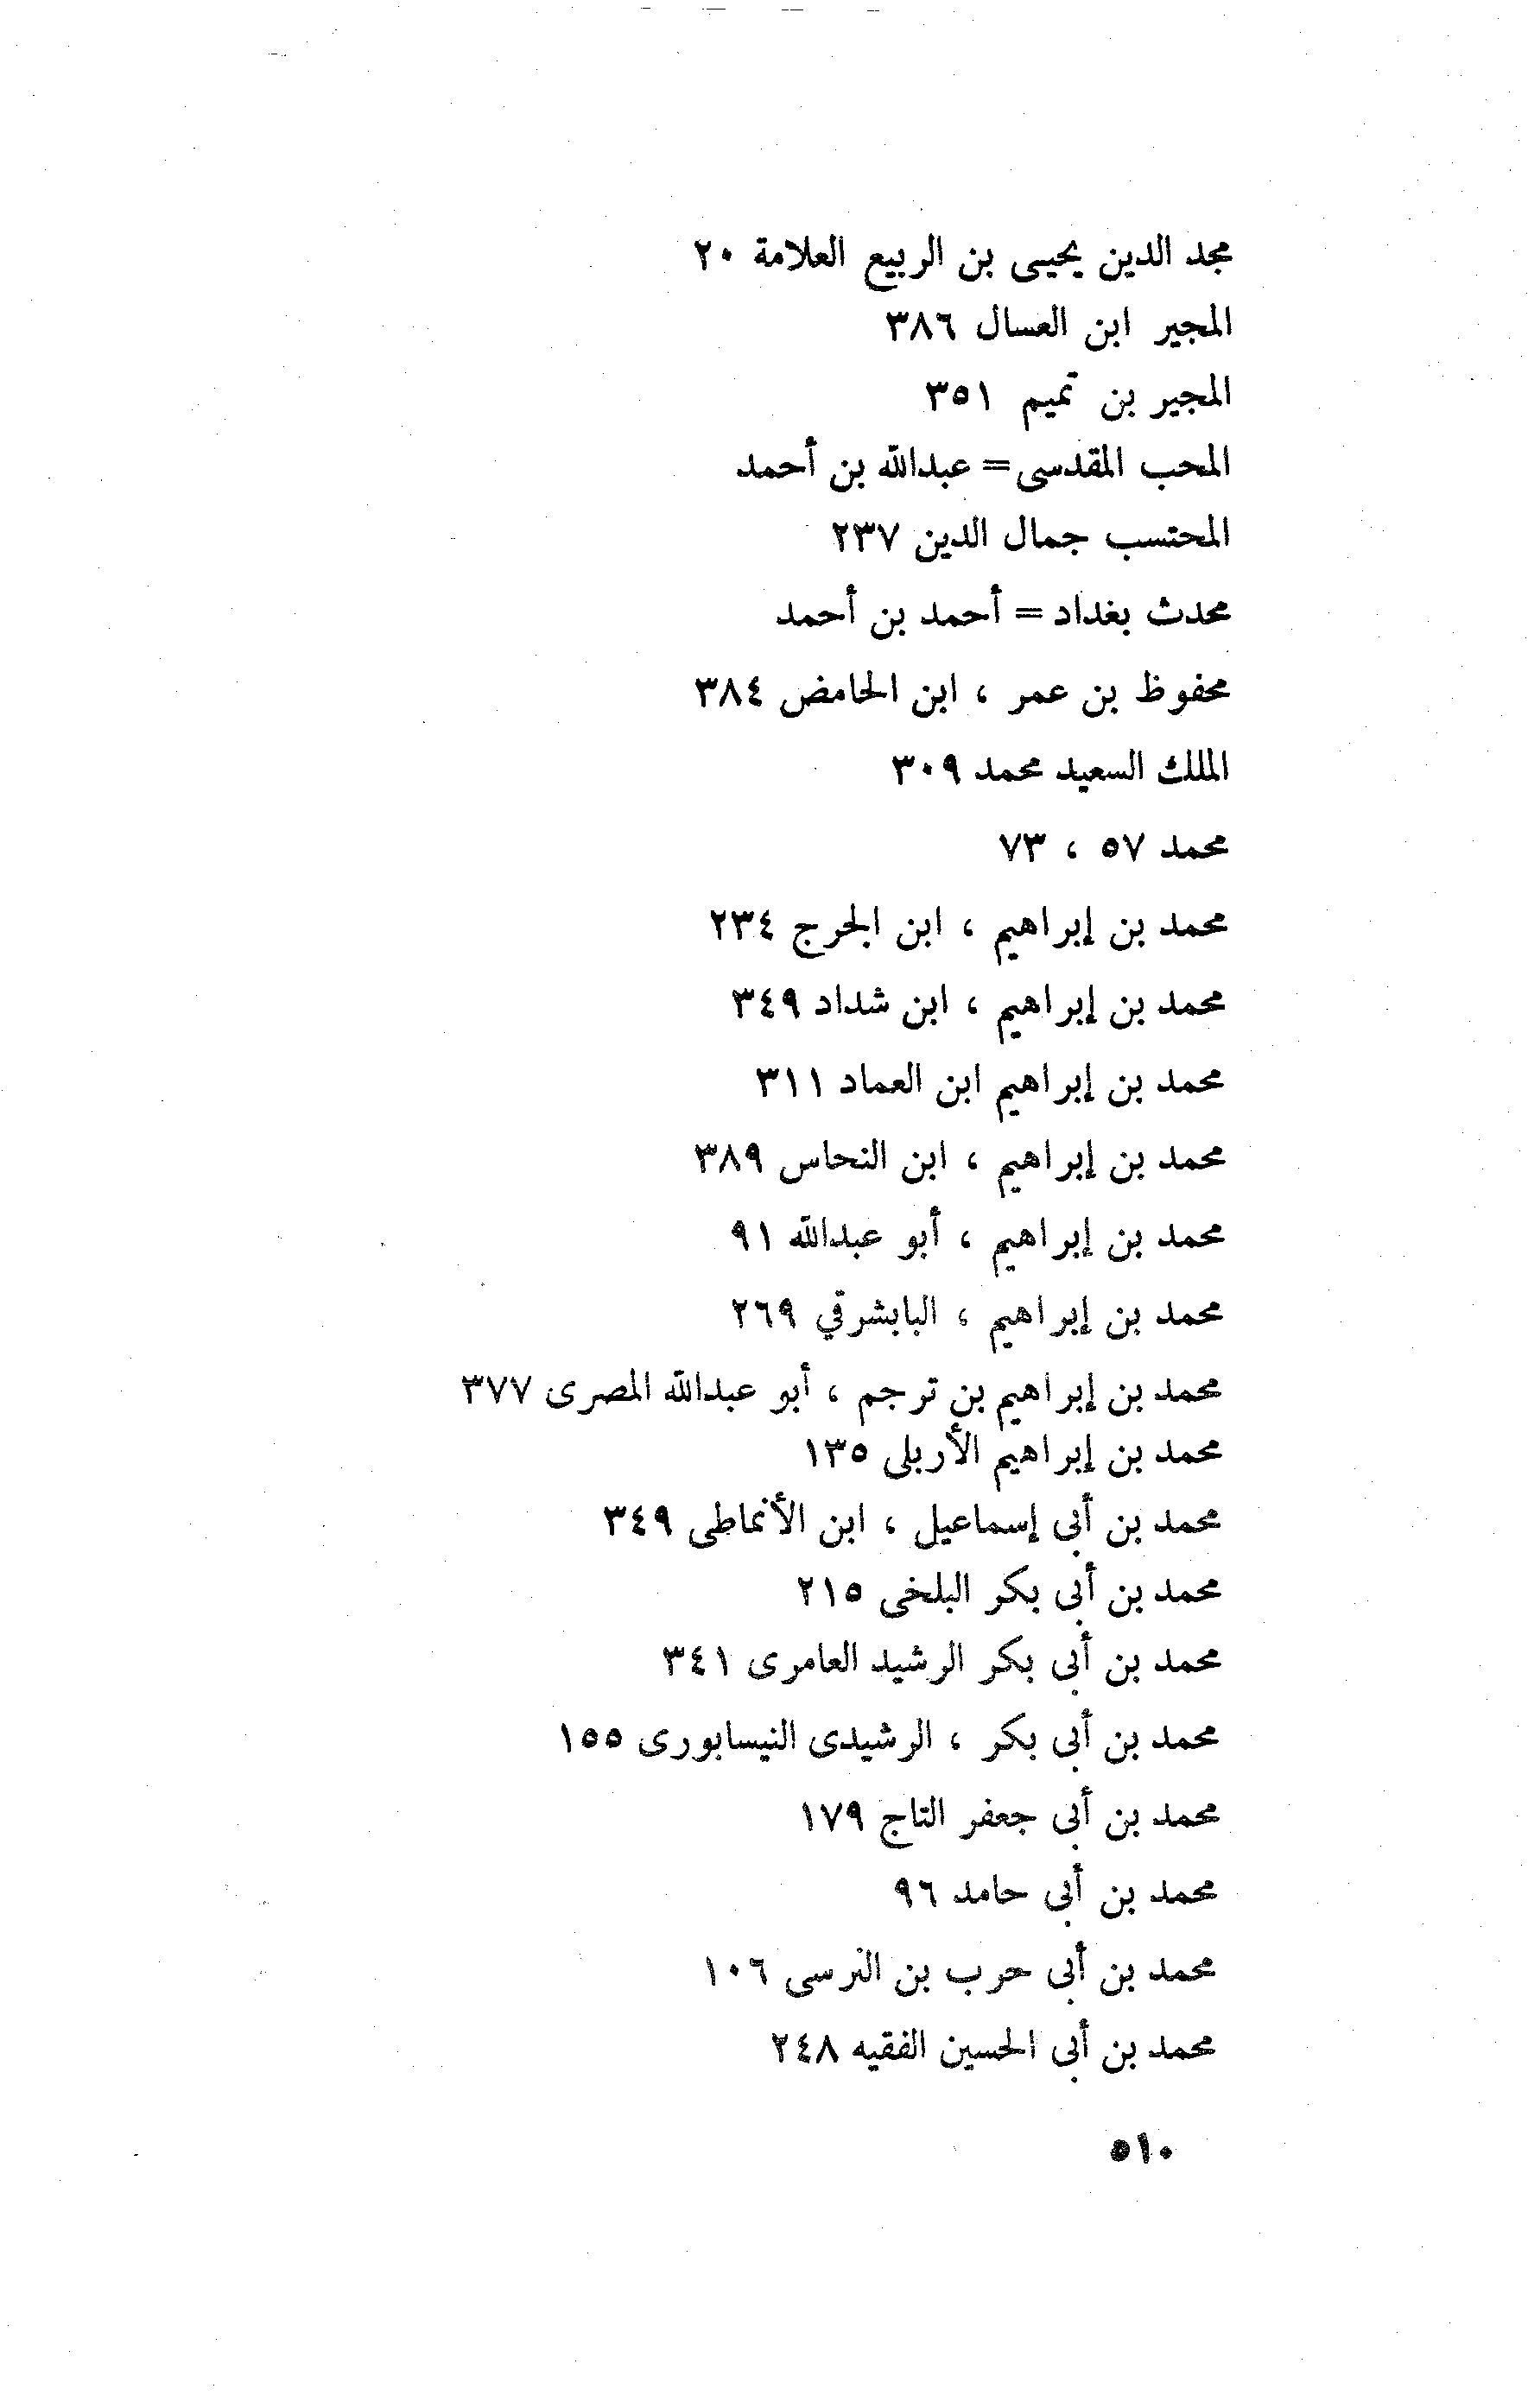 مجد الدين يحيى بن الربيع العلامة ٢٠
المجير ابن العسال ٣٨٦
المجير بن تميم ٣٥١
المحب المقدسى = عبدالله بن أحمد
المحتسب جمال الدين ٢٣٧
محدث بغداد = أحمد بن أحمد
محفوظ بن عمر ، ابن الحامض ٣٨٤
الملك السعيد محمد ٣٠٩
محمد ٥٧ ، ٧٣
محمد بن إبراهيم ، ابن الجرج ٢٣٤
محمد بن إبراهيم ، ابن شداد ٣٤٩
محمد بن إبراهيم ابن العماد ٣١١
محمد بن إبراهيم ، ابن النحاس ٣٨٩
محمد بن إبراهيم ، أبو عبدالله ٩١
محمد بن إبراهيم ، البابشرقي ٢٦٩
محمد بن إبراهيم بن ترجم ، أبو عبدالله المصرى ٣٧٧
محمد بن إبراهيم الأربلى ١٣٥
محمد بن أبى إسماعيل ، ابن الأنماطى ٣٤٩
محمد بن أبى بكر البلخى ٢١٥
محمد بن أبى بكر الرشيد العامرى ٣٤١
محمد بن أبى بكر ، الرشيدى النيسابورى ١٥٥
محمد بن أبى جعفر التاج ١٧٩
محمد بن أبى حامد ٩٦
محمد بن أبى حرب بن النرسى ١٠٦
محمد بن أبى الحسين الفقيه ٢٤٨
٥١٠